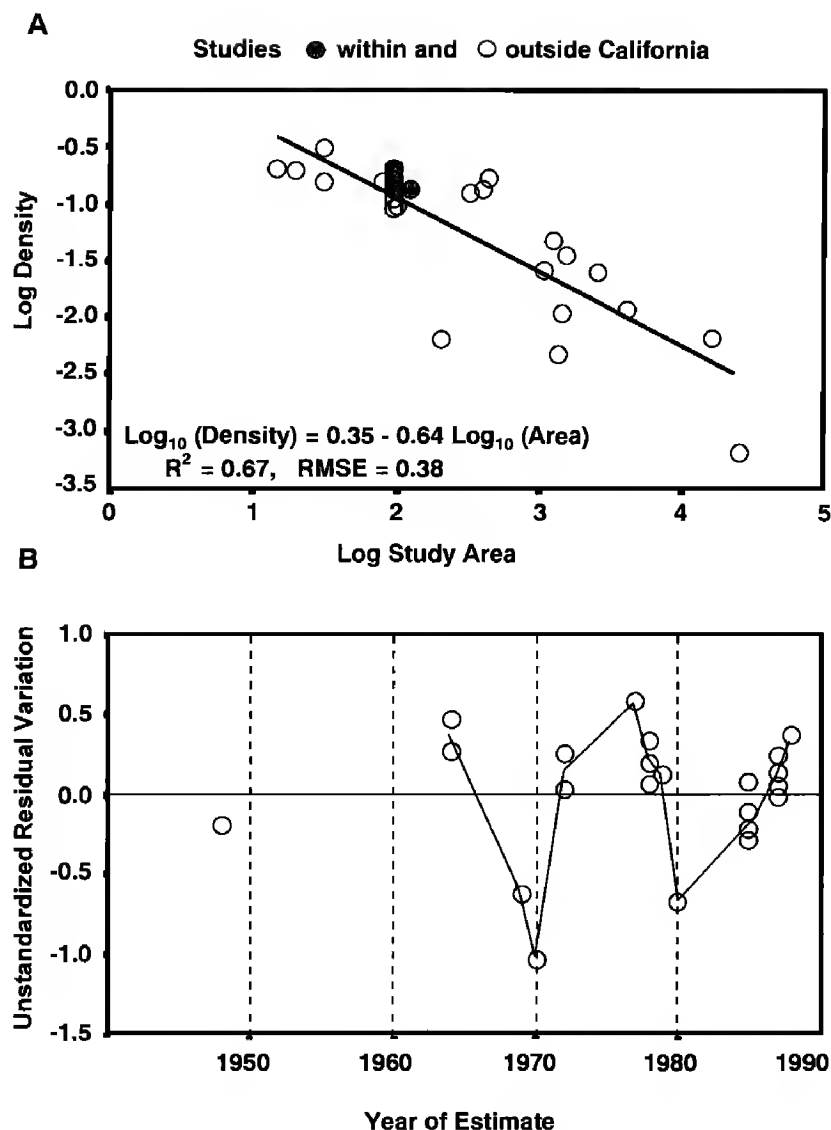 A
Studies ● within and ○ outside California
0.0
-0.5
-1.0
-1.5
-2.0
-2.5
-3.0
-3.5
Log Density
Log₁₀ (Density) = 0.35 - 0.64 Log₁₀ (Area)
R² = 0.67, RMSE = 0.38
0 1 2 3 4 5
Log Study Area
B
1.0
0.5
0.0
-0.5
-1.0
-1.5
Unstandardized Residual Variation
1950 1960 1970 1980 1990
Year of Estimate